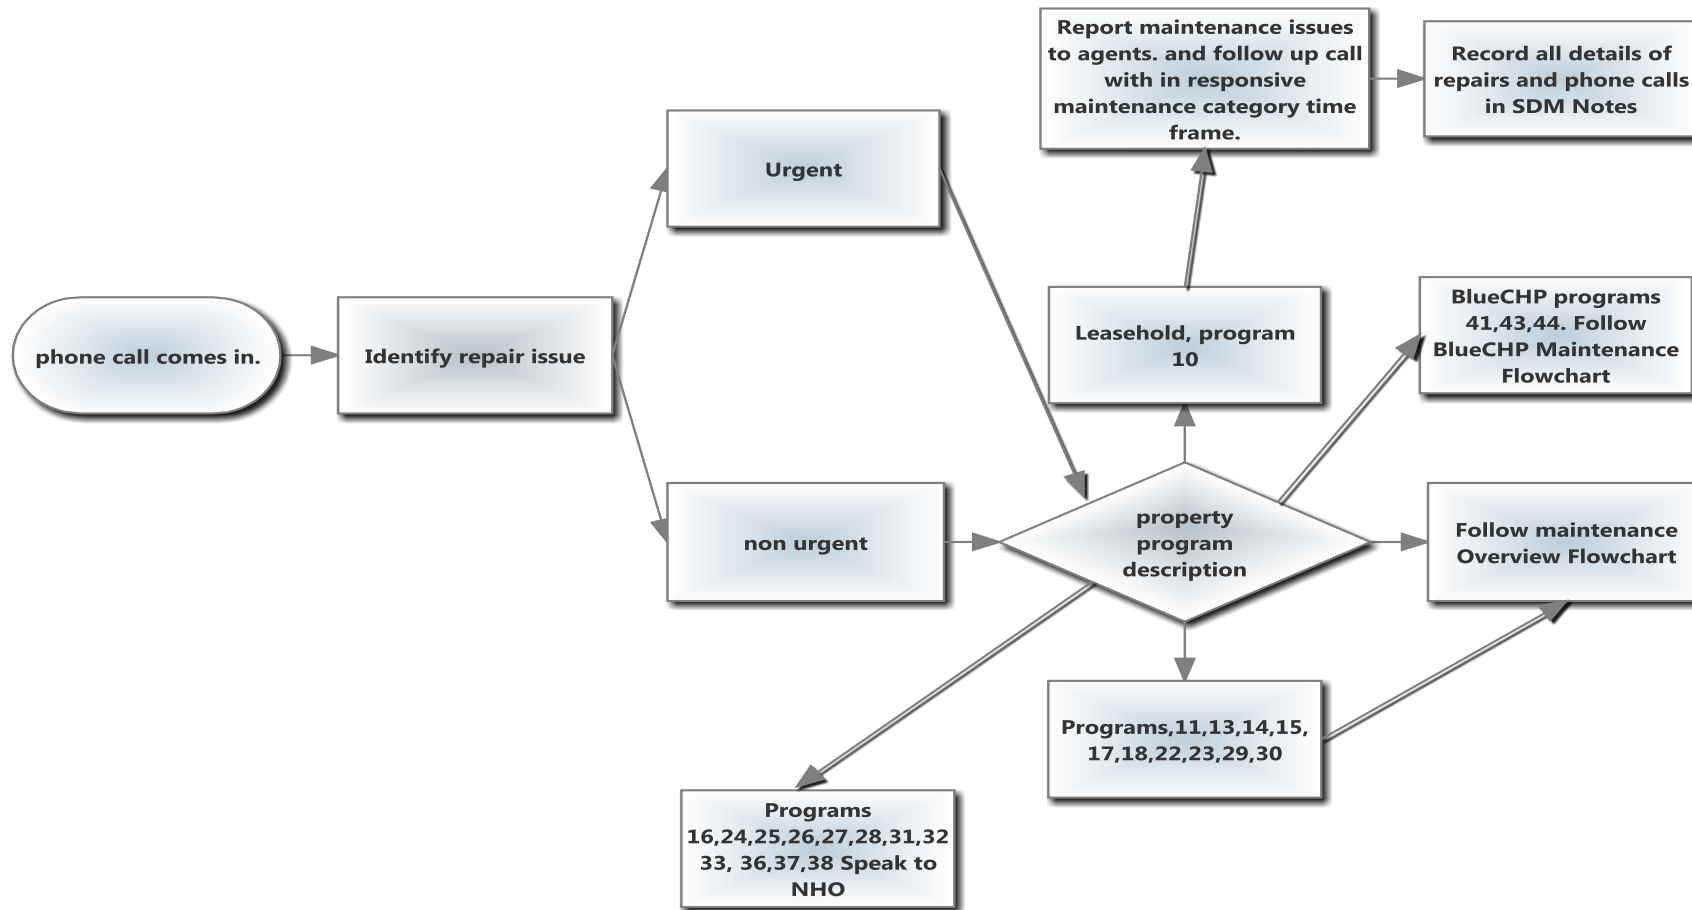 phone call comes in.
Identify repair issue
Urgent
non urgent
property
program
description
Leasehold, program
10
Report maintenance issues
to agents. and follow up call
with in responsive
maintenance category time
frame.
Record all details of
repairs and phone calls
in SDM Notes
BlueCHP programs
41,43,44. Follow
BlueCHP Maintenance
Flowchart
Follow maintenance
Overview Flowchart
Programs,11,13,14,15,
17,18,22,23,29,30
Programs
16,24,25,26,27,28,31,32
33, 36,37,38 Speak to
NHO